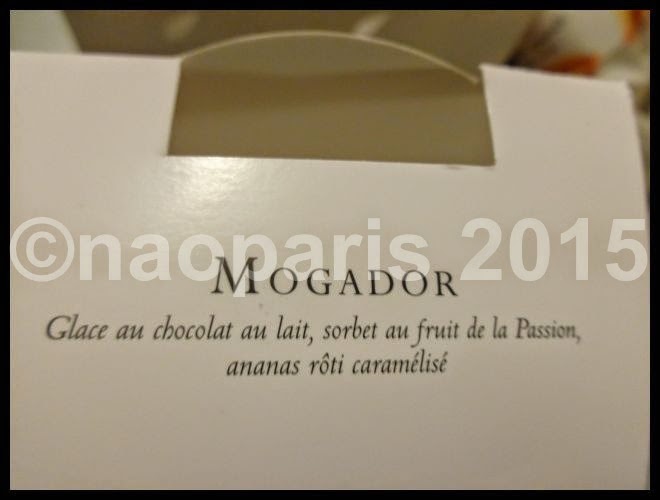 ©naoparis 2015
MOGADOR
Glace au chocolat au lait, sorbet au fruit de la Passion,
ananas rôti caramélisé